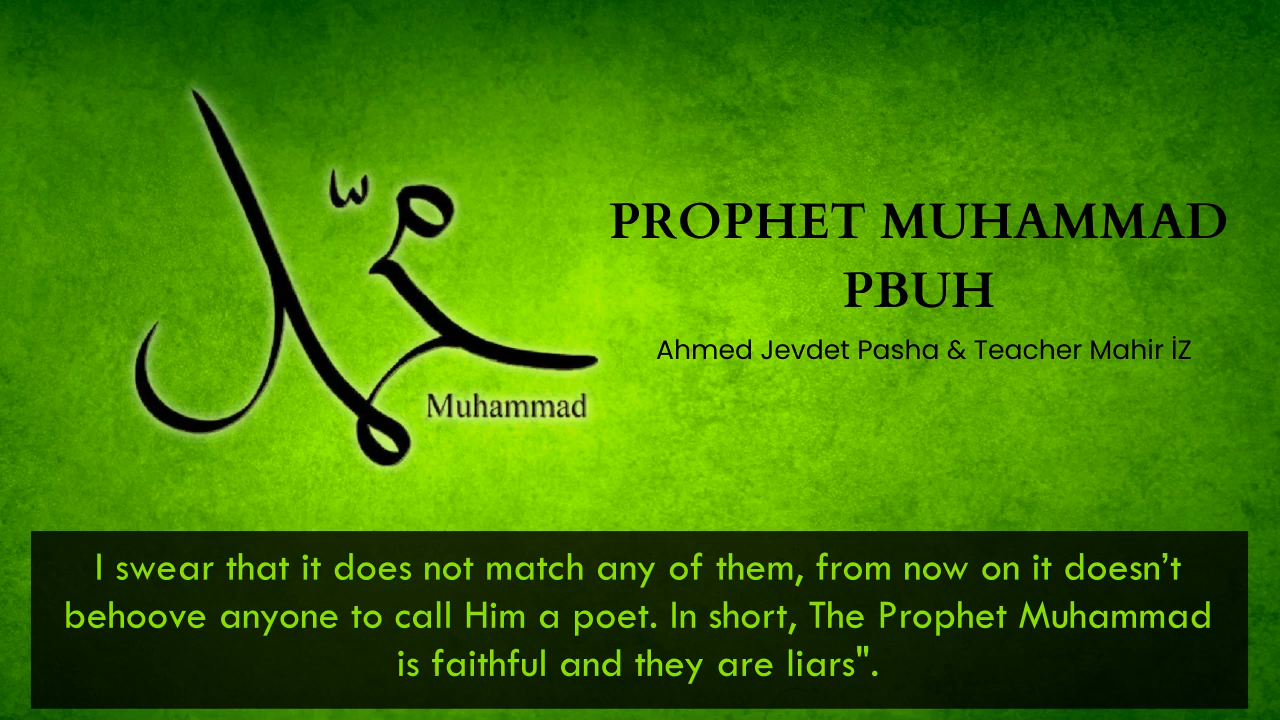 محمد
Muhammad
PROPHET MUHAMMAD
PBUH
Ahmed Jevdet Pasha & Teacher Mahir İZ
I swear that it does not match any of them, from now on it doesn’t
behoove anyone to call Him a poet. In short, The Prophet Muhammad
is faithful and they are liars".